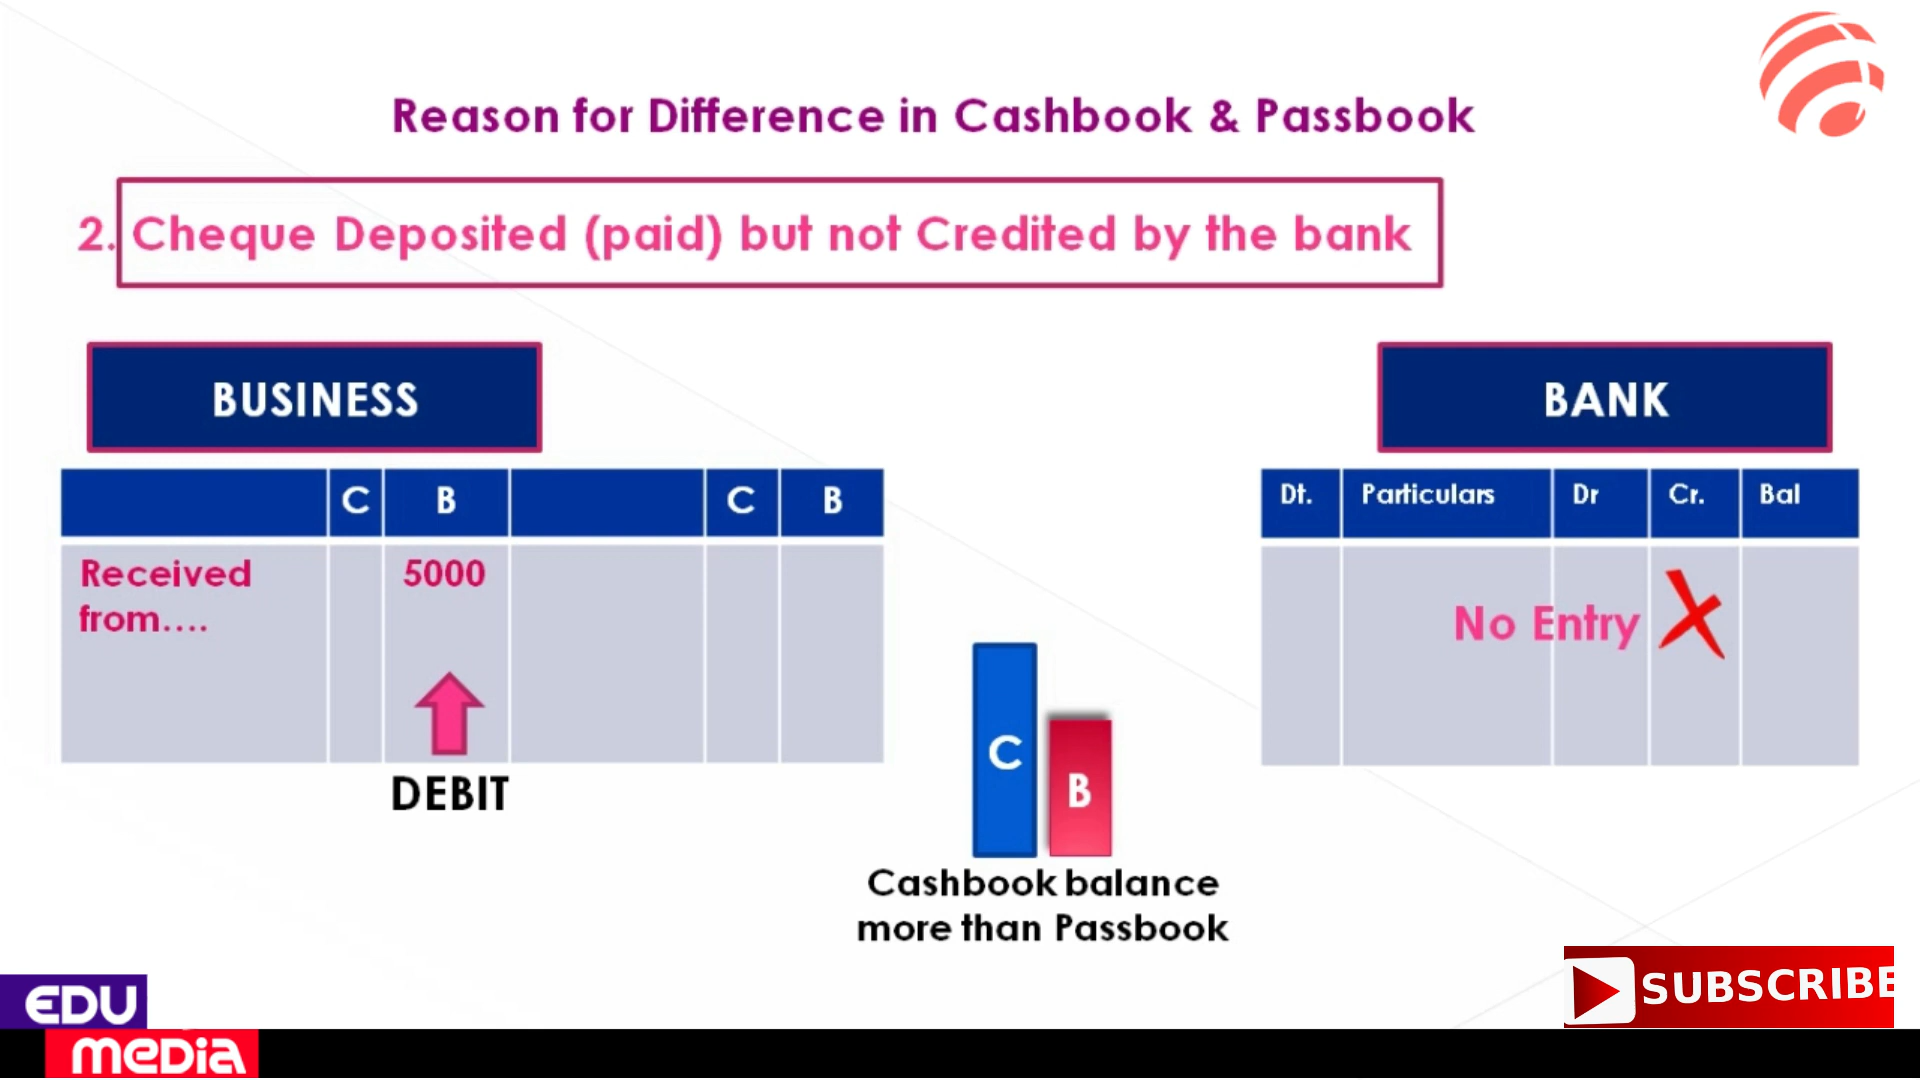 Reason for Difference in Cashbook & Passbook
2. Cheque Deposited (paid) but not Credited by the bank
BUSINESS
BANK
C B C B
Dt. Particulars Dr Cr. Bal
Received 5000
from....
No Entry
DEBIT
C
B
Cashbook balance
more than Passbook
EDU
meDia
SUBSCRIBE